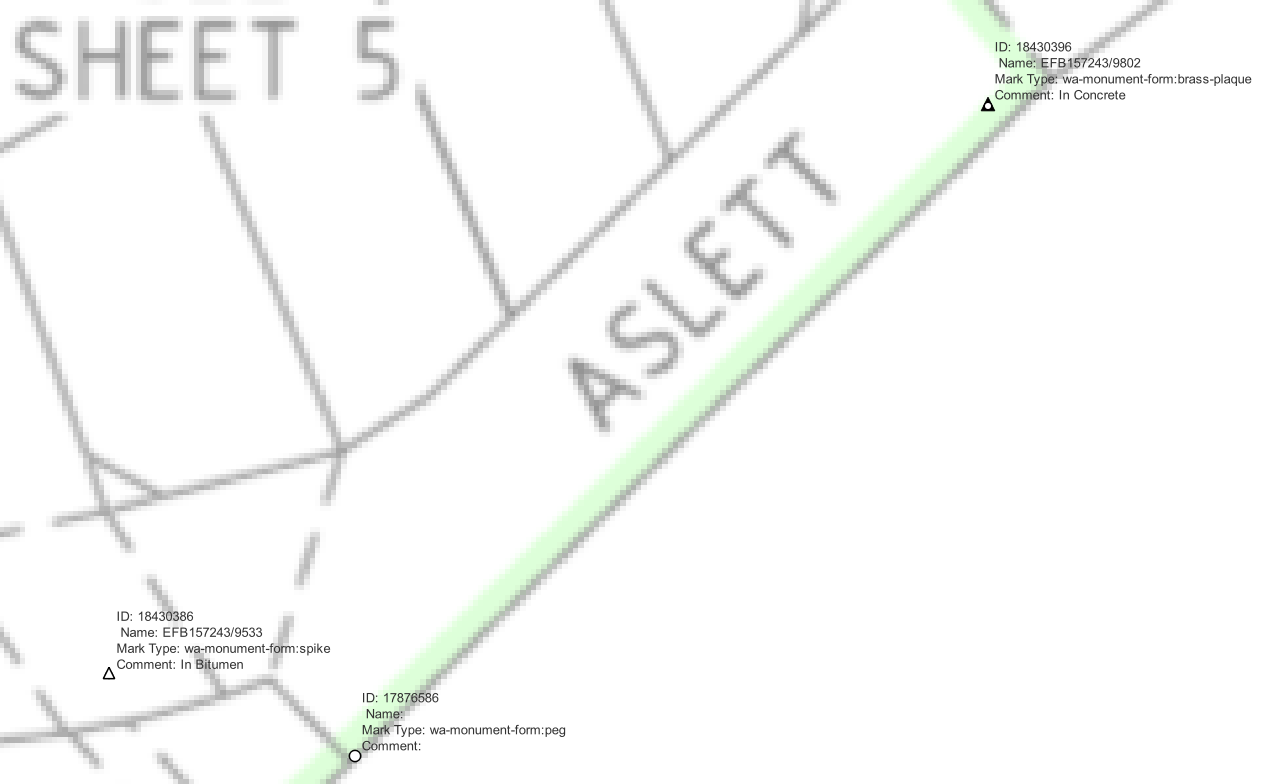 SHEET 5
ID: 18430396
Name: EFB157243/9802
Mark Type: wa-monument-form:brass-plaque
Comment: In Concrete
ASLETT
ID: 18430386
Name: EFB157243/9533
Mark Type: wa-monument-form:spike
Comment: In Bitumen
ID: 17876586
Name:
Mark Type: wa-monument-form:peg
Comment: